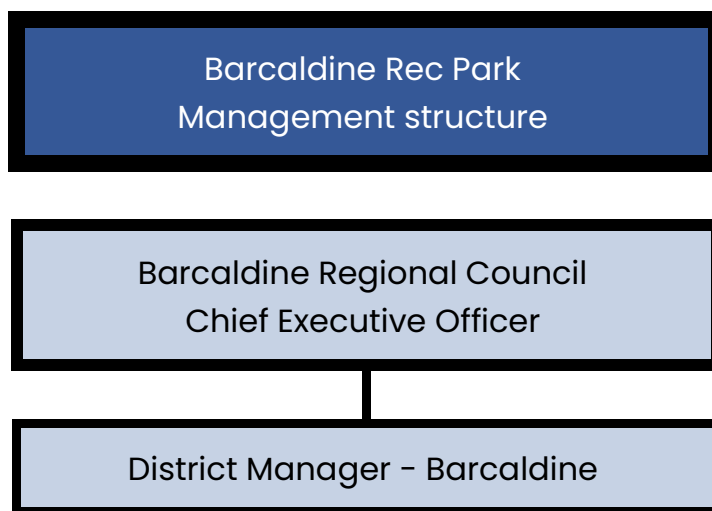 Barcaldine Rec Park
Management structure
Barcaldine Regional Council
Chief Executive Officer
District Manager - Barcaldine